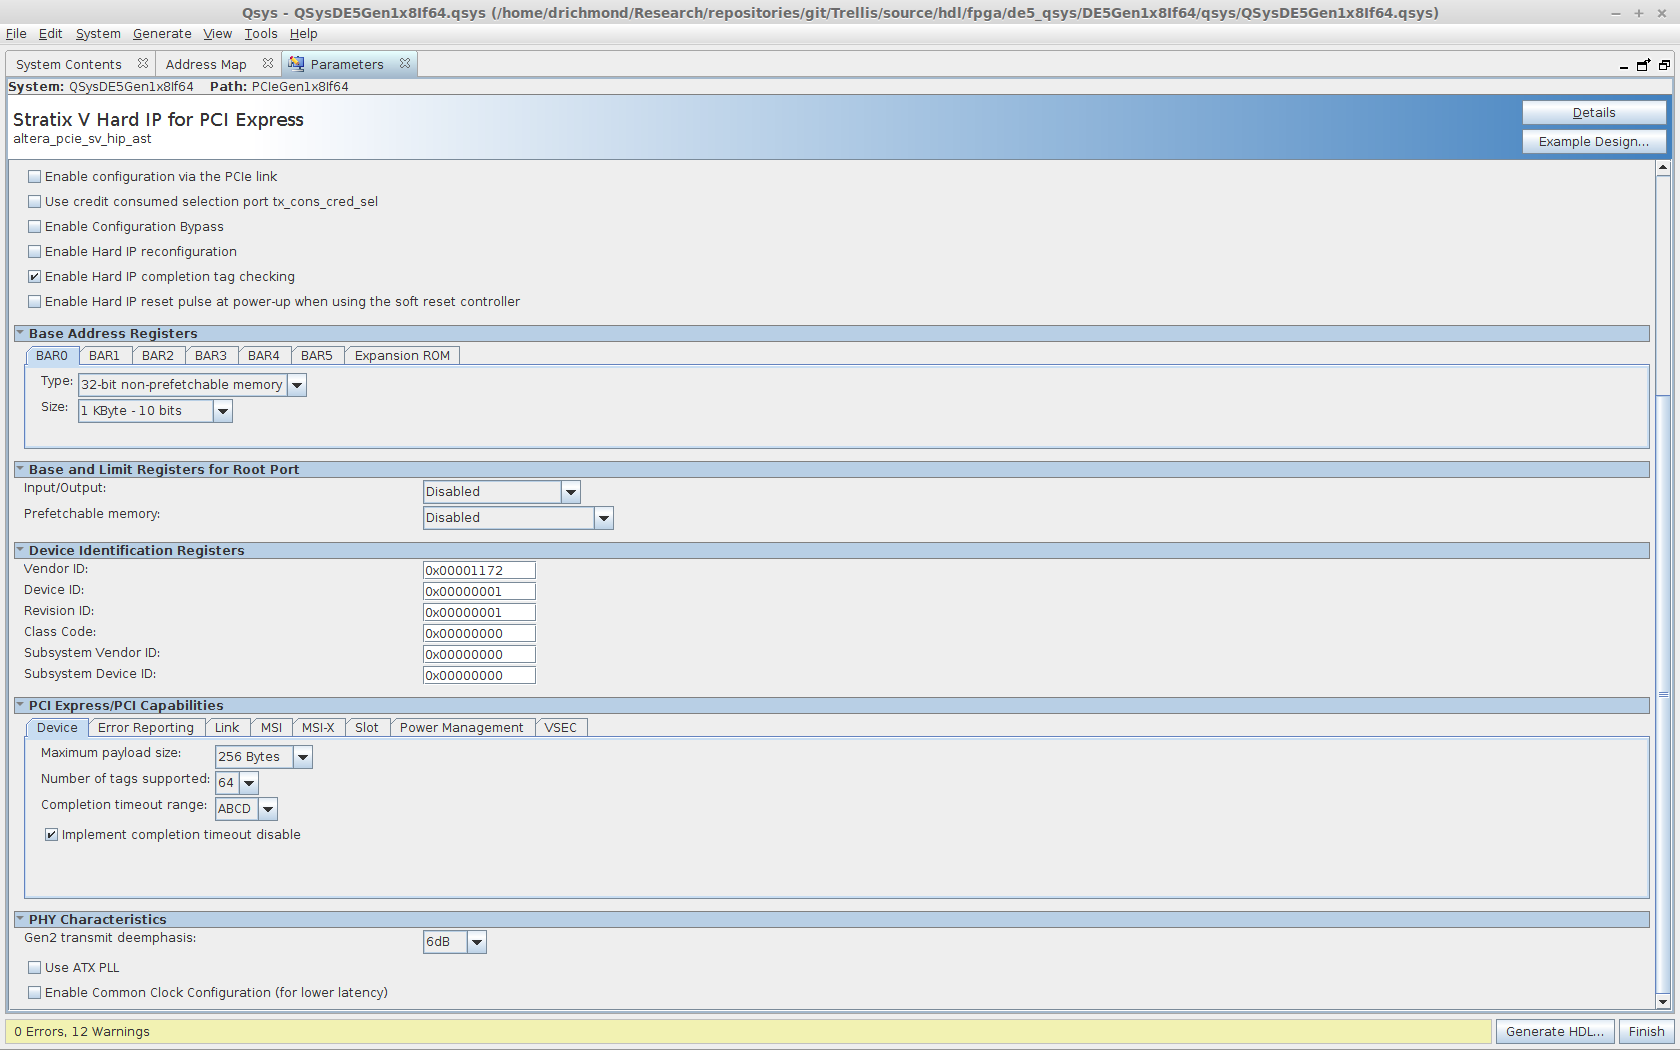 Qsys - QSysDE5Gen1x8If64.qsys (/home/drichmond/Research/repositories/git/Trellis/source/hdl/fpga/de5_qsys/DE5Gen1x8If64/qsys/QSysDE5Gen1x8If64.qsys)
File Edit System Generate View Tools Help
System Contents Address Map Parameters
System: QSysDE5Gen1x8If64 Path: PCIeGen1x8If64
Stratix V Hard IP for PCI Express
altera_pcie_sv_hip_ast
Details
Example Design...
Enable configuration via the PCIe link
Use credit consumed selection port tx_cons_cred_sel
Enable Configuration Bypass
Enable Hard IP reconfiguration
Enable Hard IP completion tag checking
Enable Hard IP reset pulse at power-up when using the soft reset controller
Base Address Registers
BAR0 BAR1 BAR2 BAR3 BAR4 BAR5 Expansion ROM
Type: 32-bit non-prefetchable memory
Size: 1 KByte - 10 bits
Base and Limit Registers for Root Port
Input/Output: Disabled
Prefetchable memory: Disabled
Device Identification Registers
Vendor ID: 0x00001172
Device ID: 0x00000001
Revision ID: 0x00000001
Class Code: 0x00000000
Subsystem Vendor ID: 0x00000000
Subsystem Device ID: 0x00000000
PCI Express/PCI Capabilities
Device Error Reporting Link MSI MSI-X Slot Power Management VSEC
Maximum payload size: 256 Bytes
Number of tags supported: 64
Completion timeout range: ABCD
Implement completion timeout disable
PHY Characteristics
Gen2 transmit deemphasis: 6dB
Use ATX PLL
Enable Common Clock Configuration (for lower latency)
0 Errors, 12 Warnings
Generate HDL... Finish